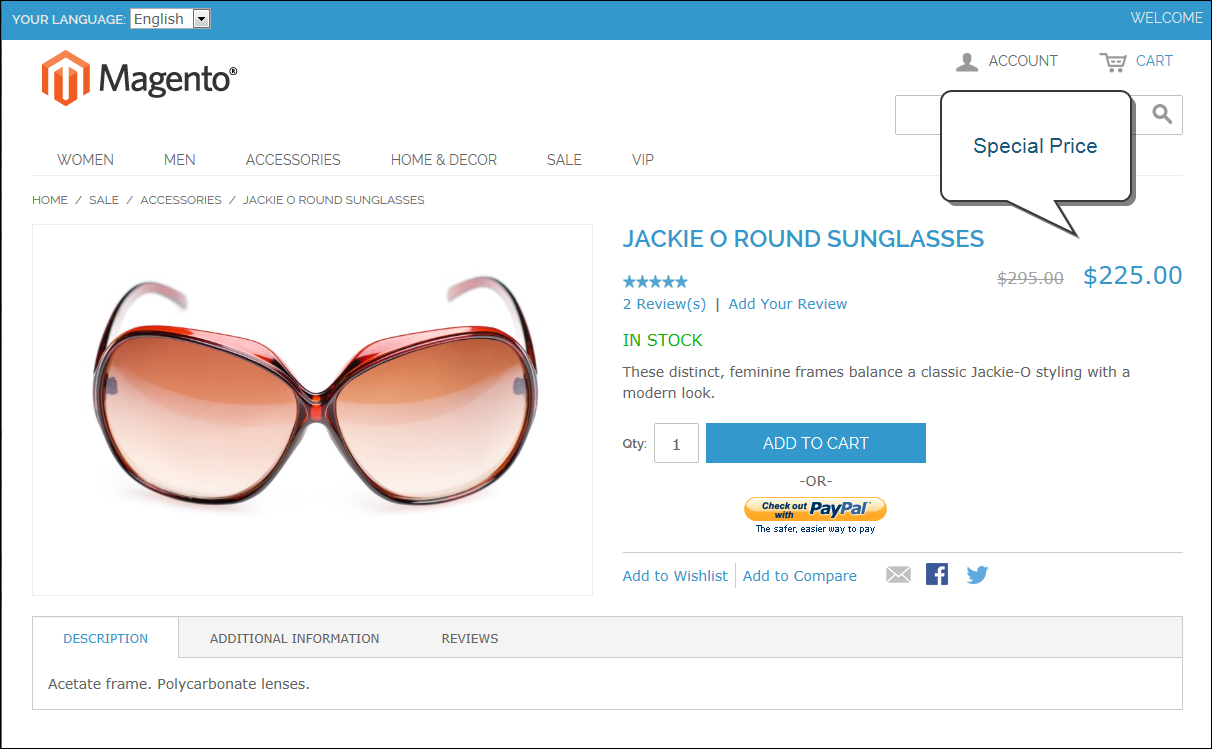 YOUR LANGUAGE: English
WELCOME
Magento®
ACCOUNT
CART
Special Price
WOMEN MEN ACCESSORIES HOME & DECOR SALE VIP
HOME / SALE / ACCESSORIES / JACKIE O ROUND SUNGLASSES
JACKIE O ROUND SUNGLASSES
$295.00 $225.00
2 Review(s) | Add Your Review
IN STOCK
These distinct, feminine frames balance a classic Jackie-O styling with a
modern look.
Qty: 1 ADD TO CART
-OR-
Check out
with PayPal
The safer, easier way to pay
Add to Wishlist Add to Compare
DESCRIPTION ADDITIONAL INFORMATION REVIEWS
Acetate frame. Polycarbonate lenses.